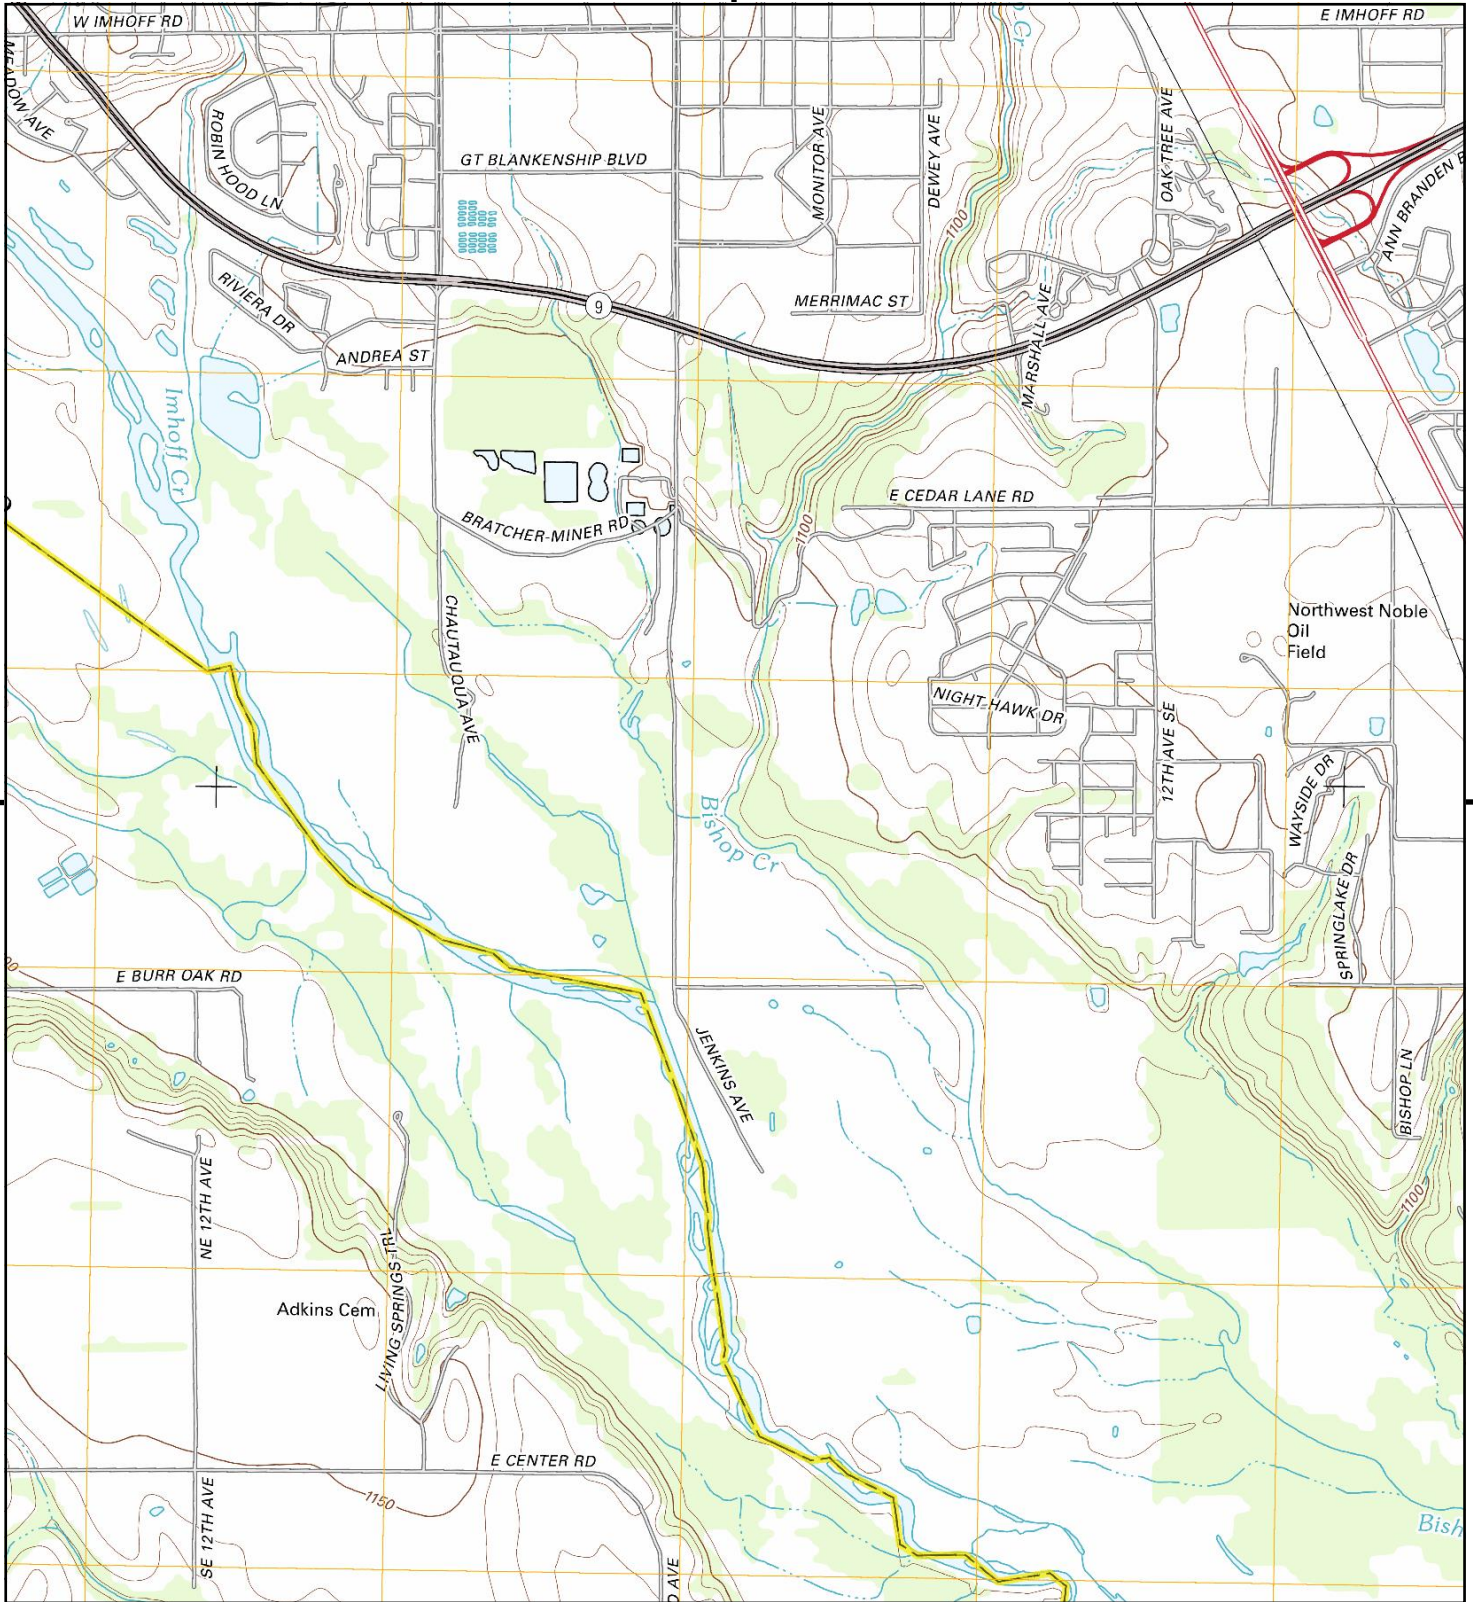 W IMHOFF RD
E IMHOFF RD
MEADOW AVE
ROBIN HOOD LN
GT BLANKENSHIP BLVD
MONITOR AVE
DEWEY AVE
OAK TREE AVE
Cr
1100
ANN BRANDEN
RIVIERA DR
9
MERRIMAC ST
MARSHALL AVE
ANDREA ST
Imhoff Cr
E CEDAR LANE RD
BRATCHER-MINER RD
1100
CHAUTAUQUA AVE
Northwest Noble
Oil
Field
NIGHT HAWK DR
12TH AVE SE
WAYSIDE DR
Bishop Cr
SPRINGLAKE DR
E BURR OAK RD
JENKINS AVE
BISHOP LN
NE 12TH AVE
1100
LIVING SPRINGS TRL
Adkins Cem
E CENTER RD
1150
SE 12TH AVE
Bish
D AVE